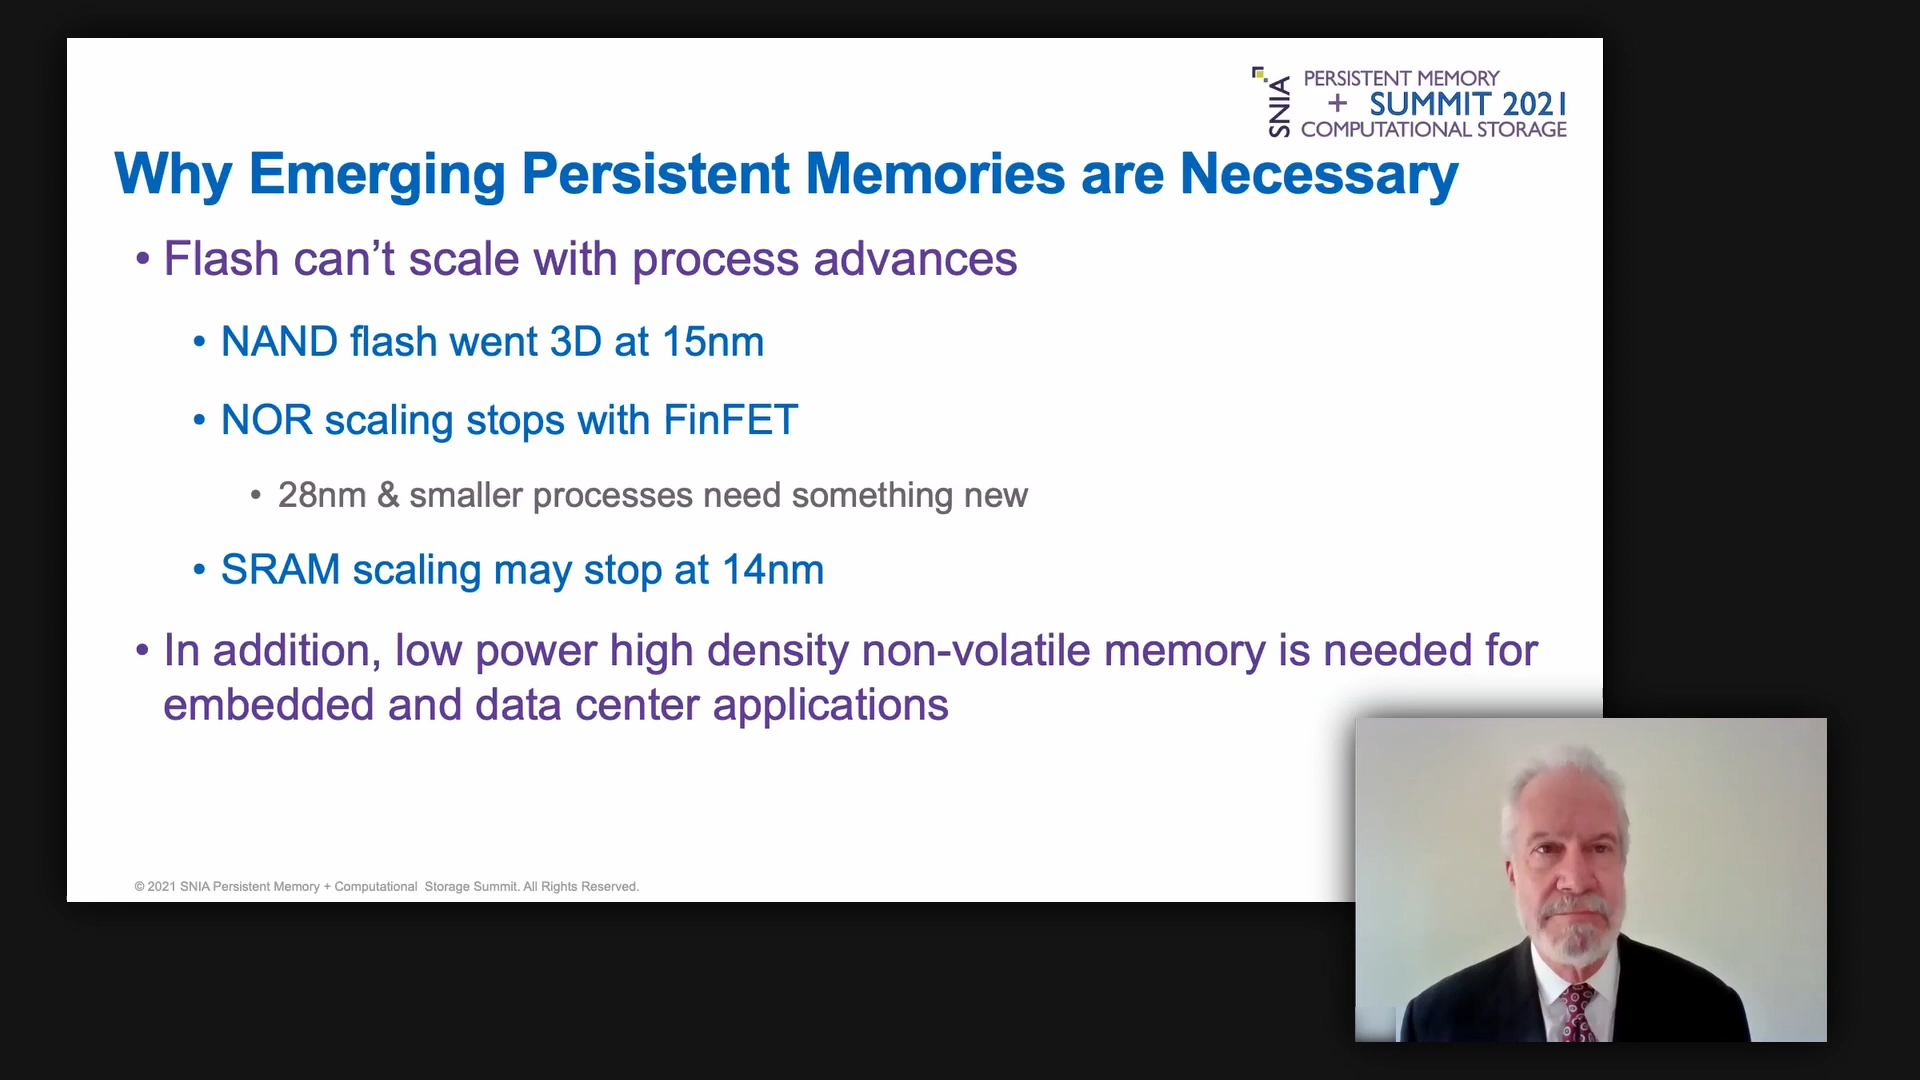 SNIA
PERSISTENT MEMORY
+ SUMMIT 2021
COMPUTATIONAL STORAGE
Why Emerging Persistent Memories are Necessary
• Flash can’t scale with process advances
• NAND flash went 3D at 15nm
• NOR scaling stops with FinFET
• 28nm & smaller processes need something new
• SRAM scaling may stop at 14nm
• In addition, low power high density non-volatile memory is needed for
embedded and data center applications
© 2021 SNIA Persistent Memory + Computational Storage Summit. All Rights Reserved.